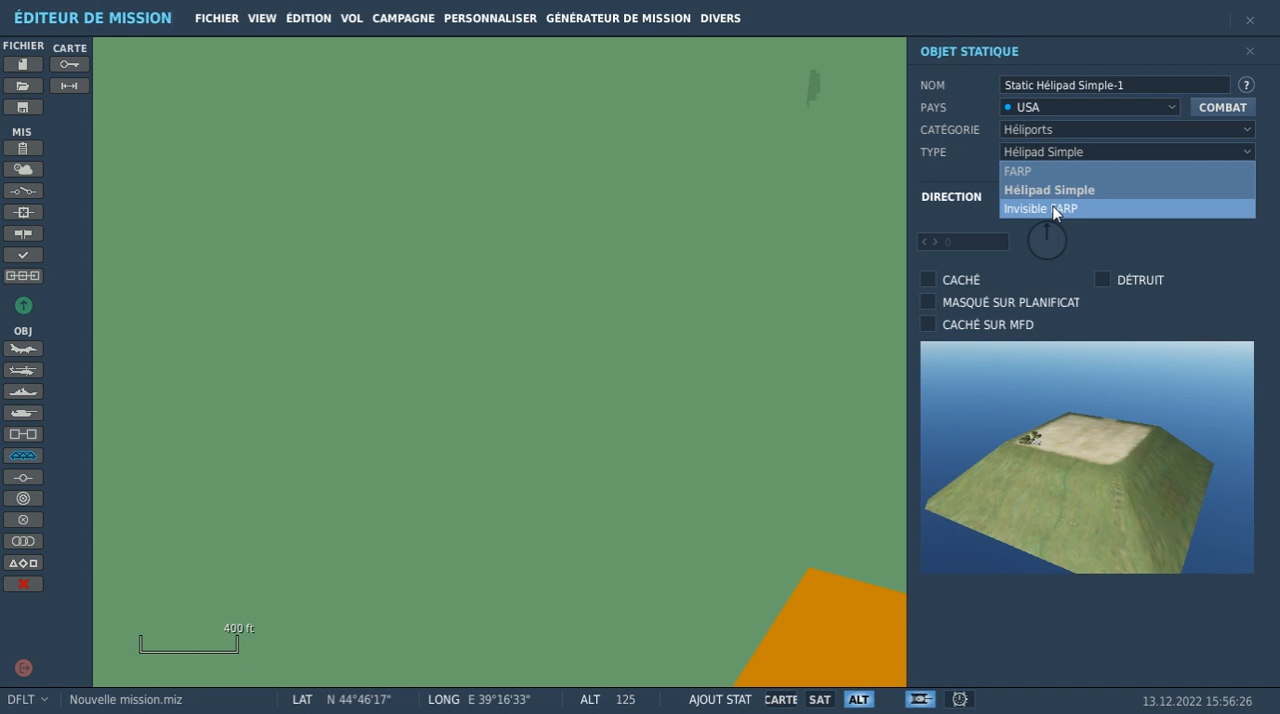 ÉDITEUR DE MISSION
FICHIER VIEW ÉDITION VOL CAMPAGNE PERSONNALISER GÉNÉRATEUR DE MISSION DIVERS
FICHIER CARTE
MIS
OBJ
OBJET STATIQUE
NOM Static Hélipad Simple-1 ?
PAYS USA COMBAT
CATÉGORIE Héliports
TYPE Hélipad Simple
FARP
Hélipad Simple
Invisible FARP
DIRECTION
0
CACHÉ DÉTRUIT
MASQUÉ SUR PLANIFICAT
CACHÉ SUR MFD
400 ft
DFLT Nouvelle mission.miz LAT N 44°46'17" LONG E 39°16'33" ALT 125 AJOUT STAT CARTE SAT ALT 13.12.2022 15:56:26